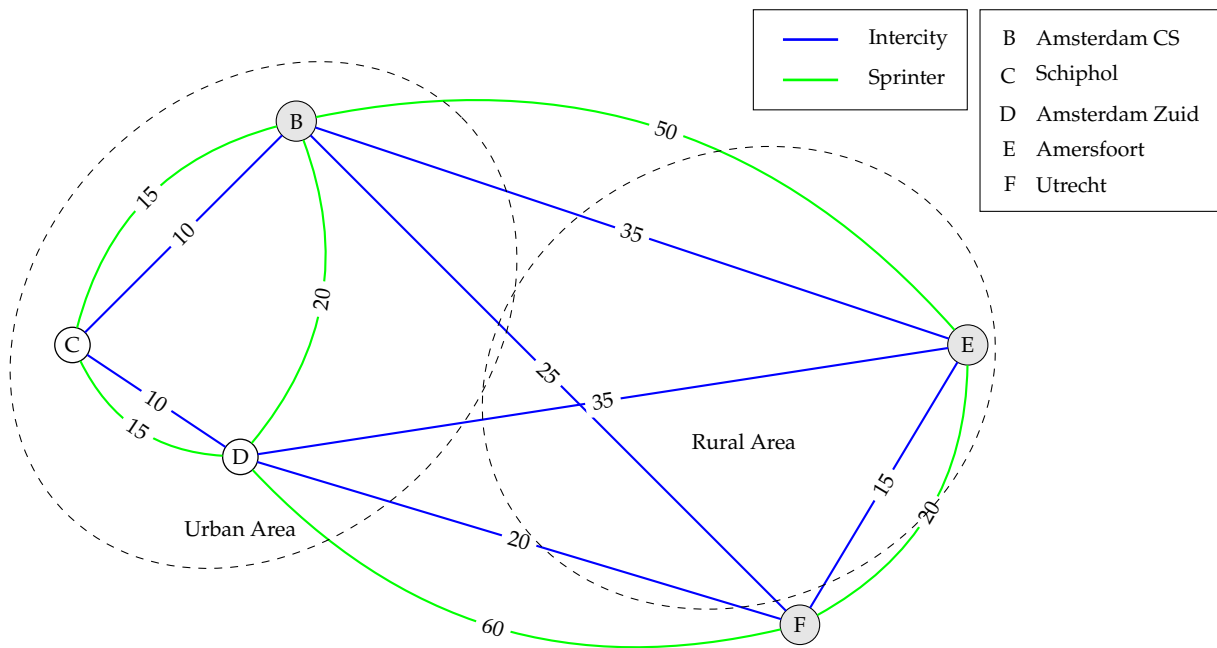 Intercity
Sprinter
B Amsterdam CS
C Schiphol
D Amsterdam Zuid
E Amersfoort
F Utrecht
B
50
15
10
35
20
C
E
25
10
35
15
Rural Area
D
15
Urban Area
20
20
60
F